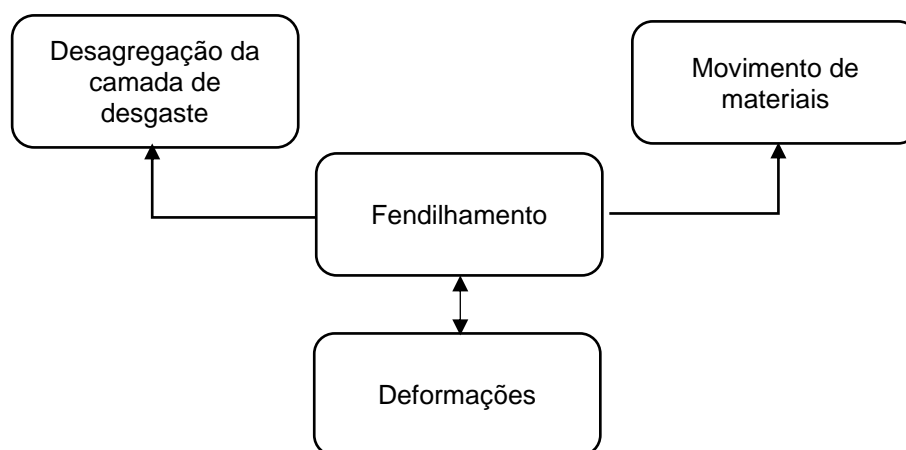 Desagregação da
camada de
desgaste
Movimento de
materiais
Fendilhamento
Deformações